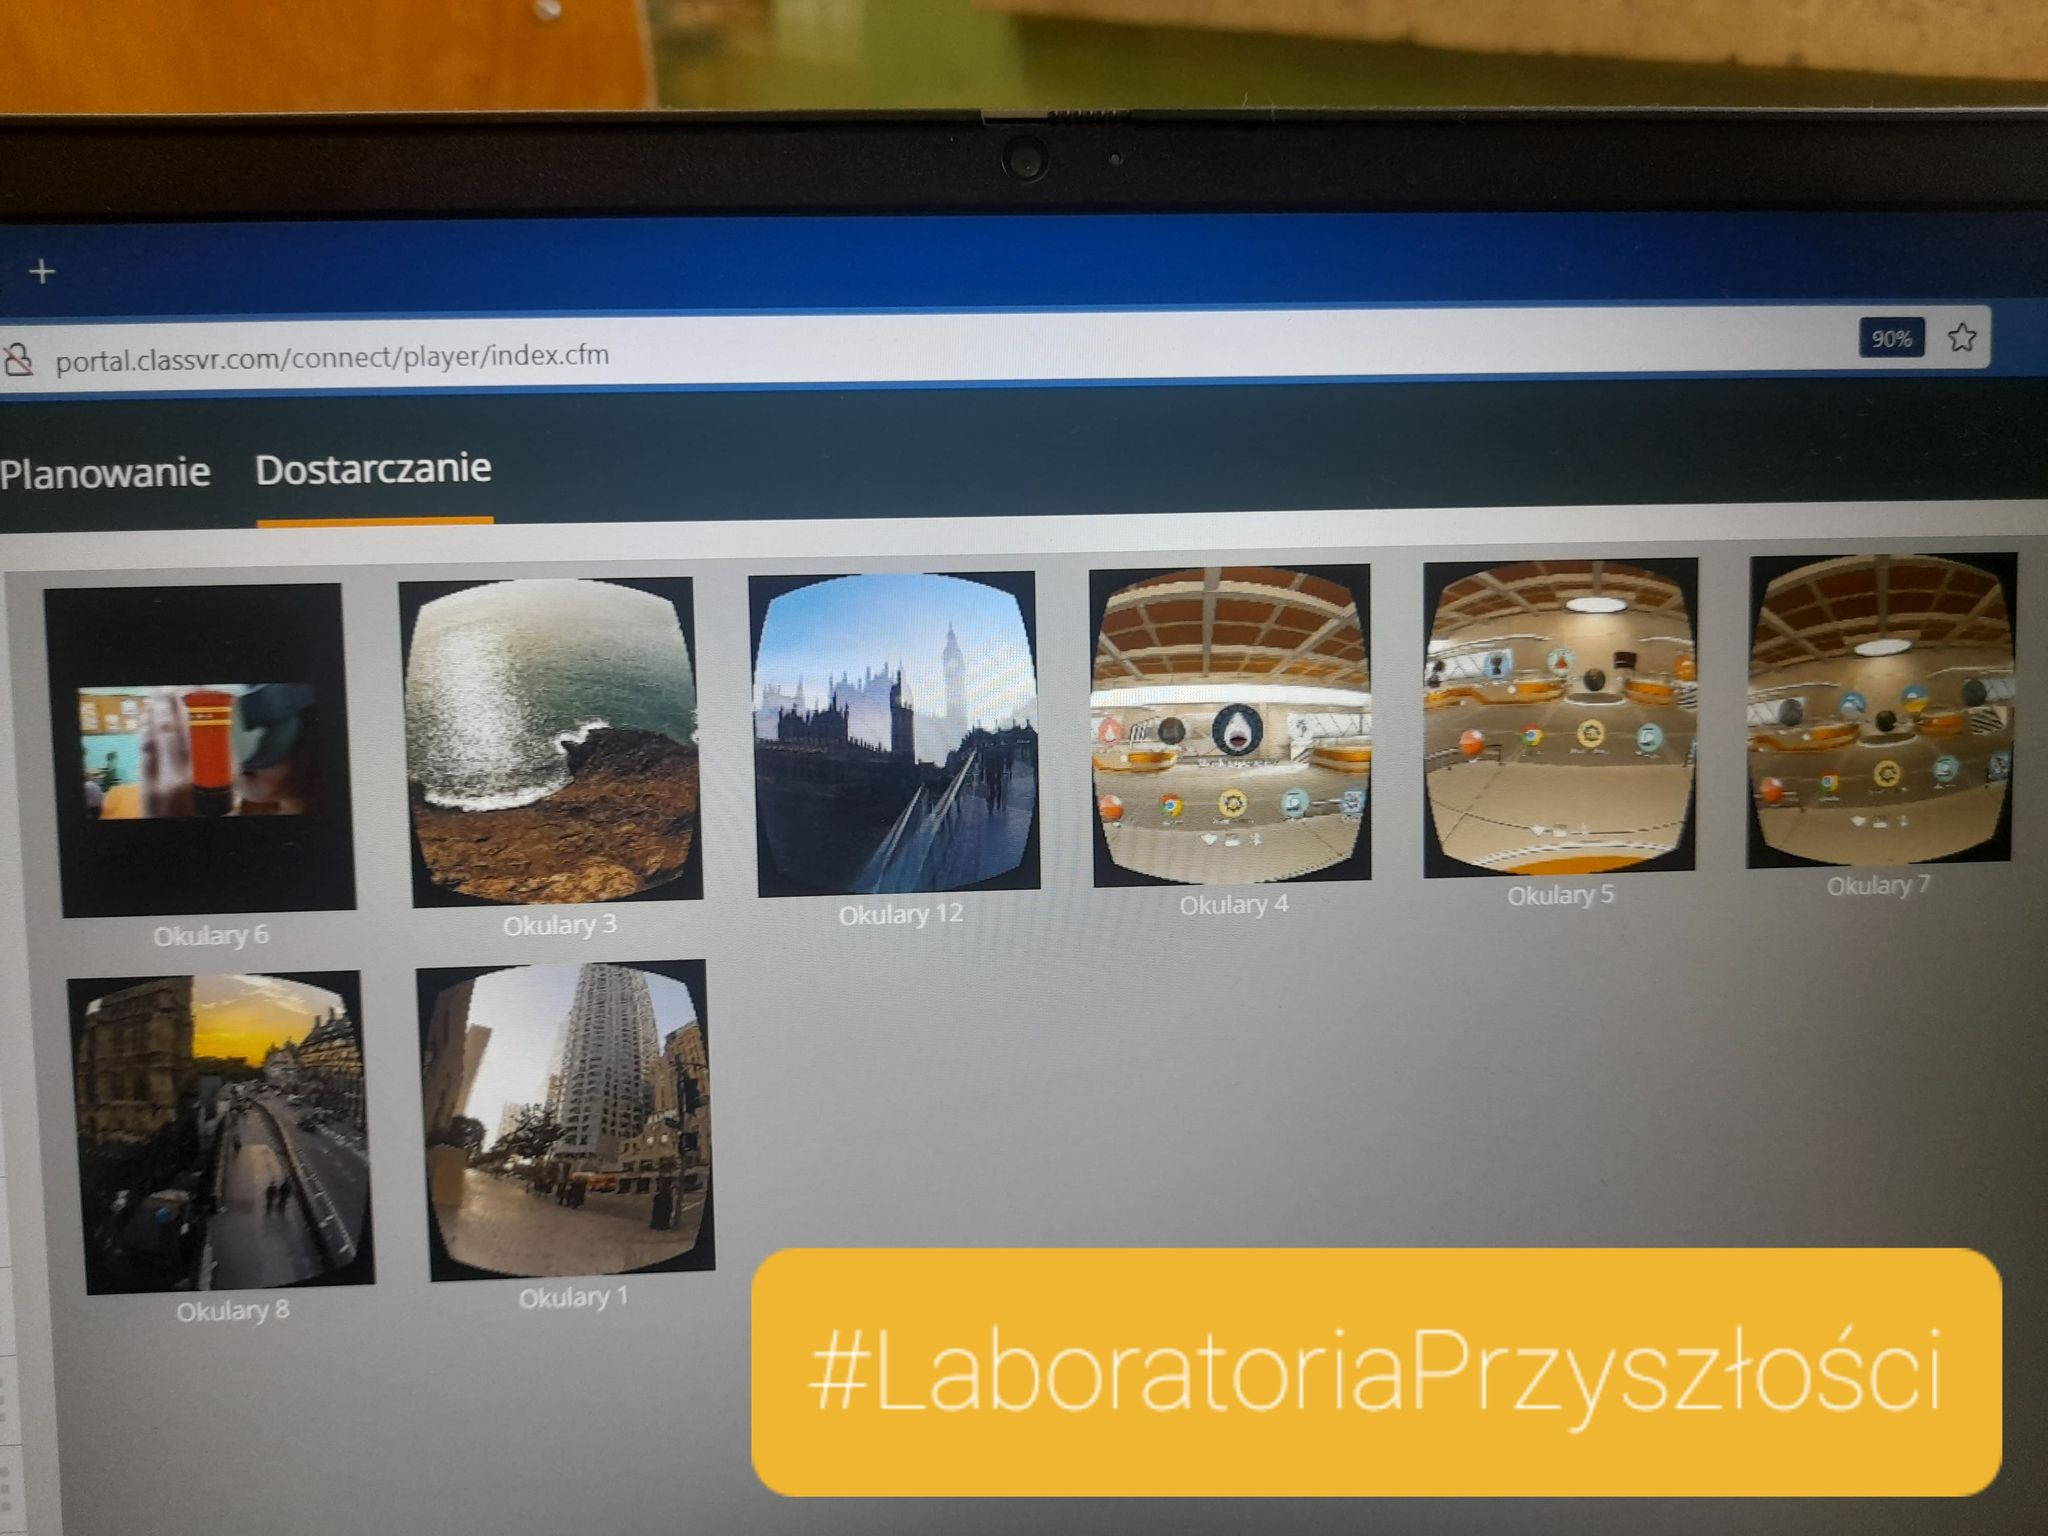 +
portal.classvr.com/connect/player/index.cfm
90%
Planowanie Dostarczanie
Okulary 6
Okulary 3
Okulary 12
Okulary 4
Okulary 5
Okulary 7
Okulary 8
Okulary 1
#LaboratoriaPrzyszłości